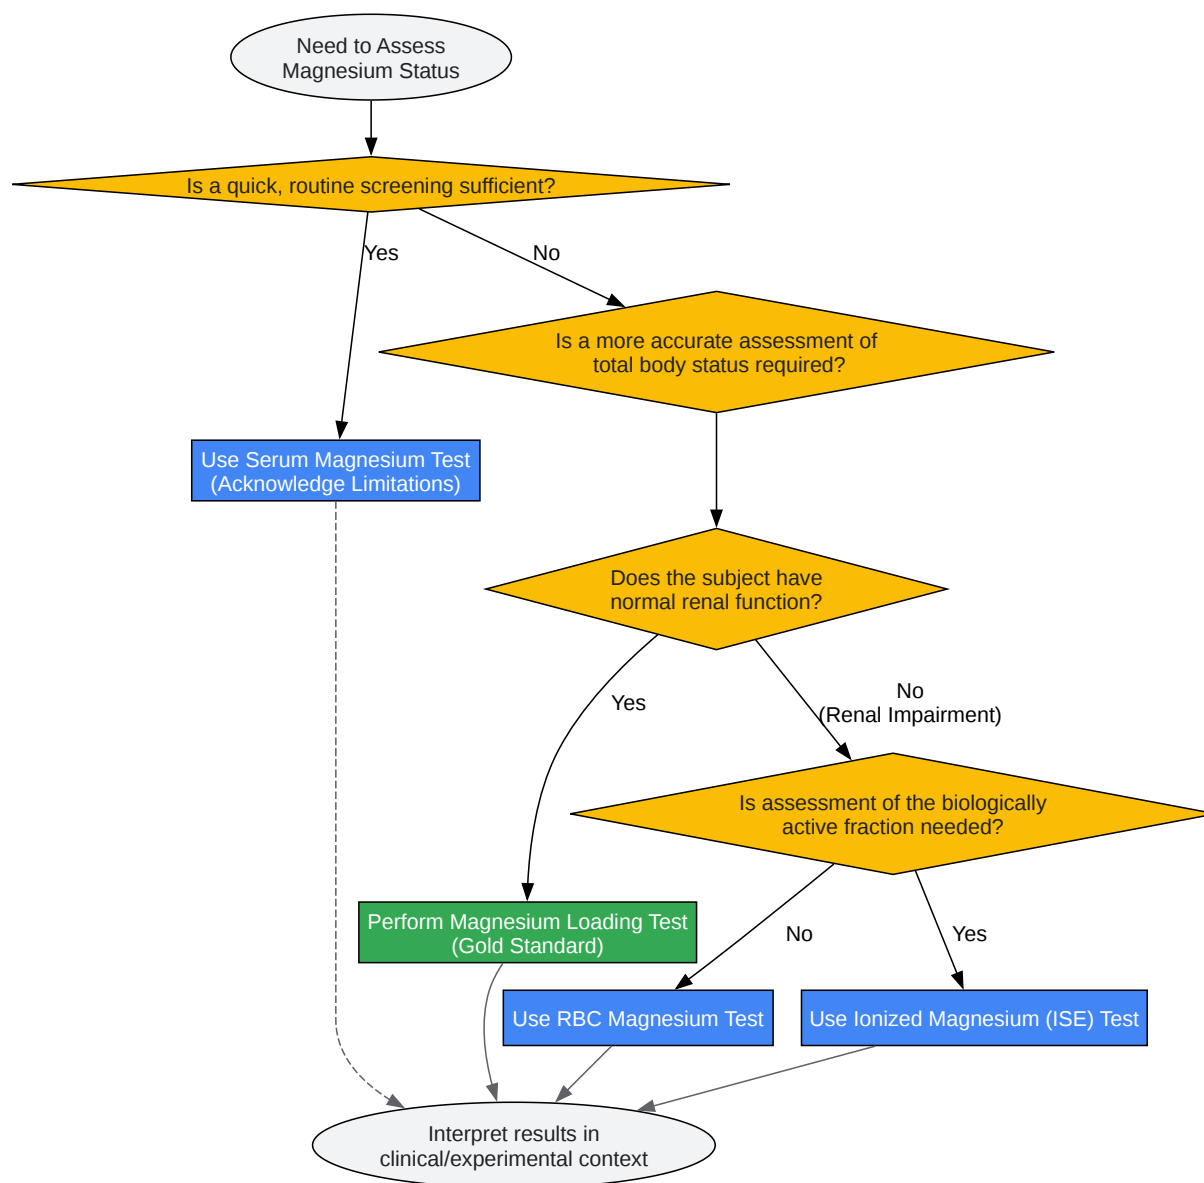 Need to Assess
Magnesium Status
Is a quick, routine screening sufficient?
Yes
No
Is a more accurate assessment of
total body status required?
Use Serum Magnesium Test
(Acknowledge Limitations)
Does the subject have
normal renal function?
Yes
No
(Renal Impairment)
Is assessment of the biologically
active fraction needed?
Perform Magnesium Loading Test
(Gold Standard)
No
Yes
Use RBC Magnesium Test
Use Ionized Magnesium (ISE) Test
Interpret results in
clinical/experimental context